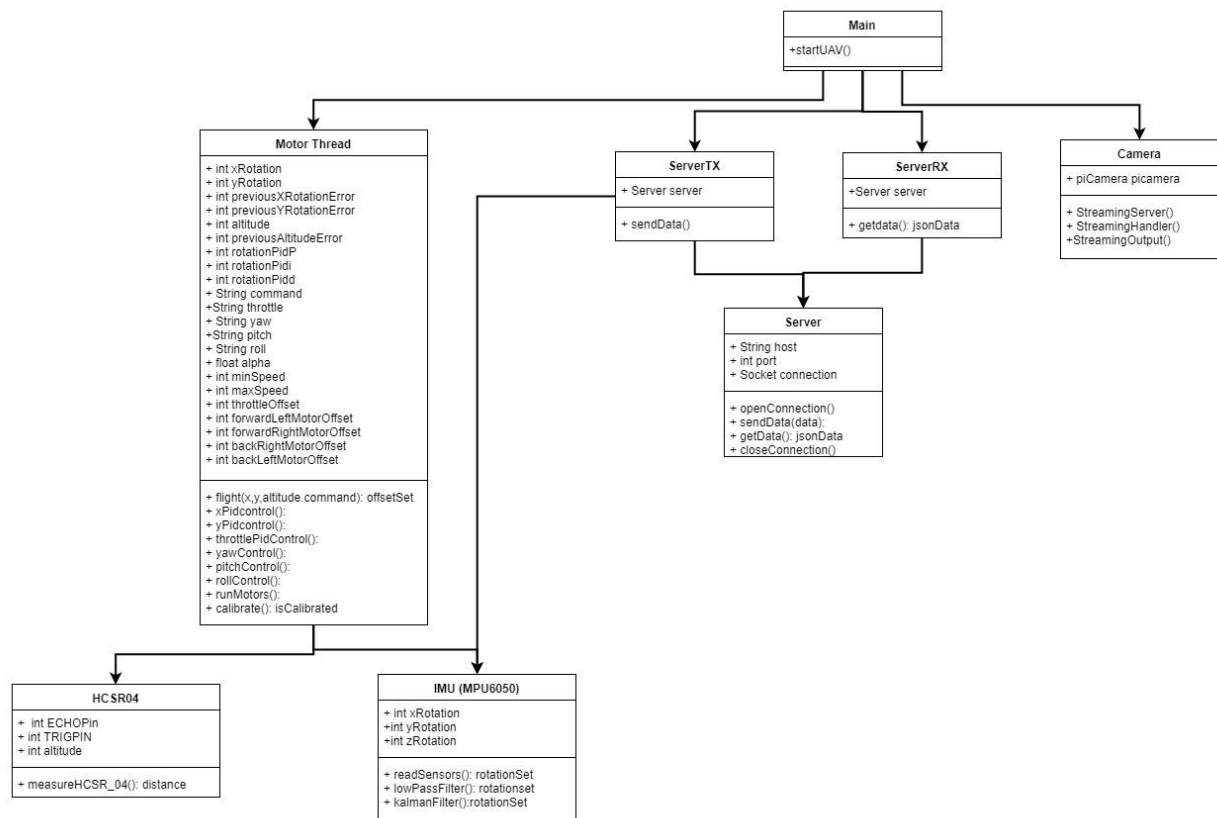 Main
+startUAV()
Motor Thread
+ int xRotation
+ int yRotation
+ int previousXRotationError
+ int previousYRotationError
+ int altitude
+ int previousAltitudeError
+ int rotationPidP
+ int rotationPidi
+ int rotationPidd
+ String command
+String throttle
+ String yaw
+String pitch
+ String roll
+ float alpha
+ int minSpeed
+ int maxSpeed
+ int throttleOffset
+ int forwardLeftMotorOffset
+ int forwardRightMotorOffset
+ int backRightMotorOffset
+ int backLeftMotorOffset
+ flight(x,y,altitude.command): offsetSet
+ xPidcontrol():
+ yPidcontrol():
+ throttlePidControl():
+ yawControl():
+ pitchControl():
+ rollControl():
+ runMotors():
+ calibrate(): isCalibrated
ServerTX
+ Server server
+ sendData()
ServerRX
+Server server
+ getdata(): jsonData
Camera
+ piCamera picamera
+ StreamingServer()
+ StreamingHandler()
+StreamingOutput()
Server
+ String host
+ int port
+ Socket connection
+ openConnection()
+ sendData(data):
+ getData(): jsonData
+ closeConnection()
HCSR04
+ int ECHOPin
+ int TRIGPIN
+ int altitude
+ measureHCSR_04(): distance
IMU (MPU6050)
+ int xRotation
+int yRotation
+int zRotation
+ readSensors(): rotationSet
+ lowPassFilter(): rotationset
+ kalmanFilter():rotationSet